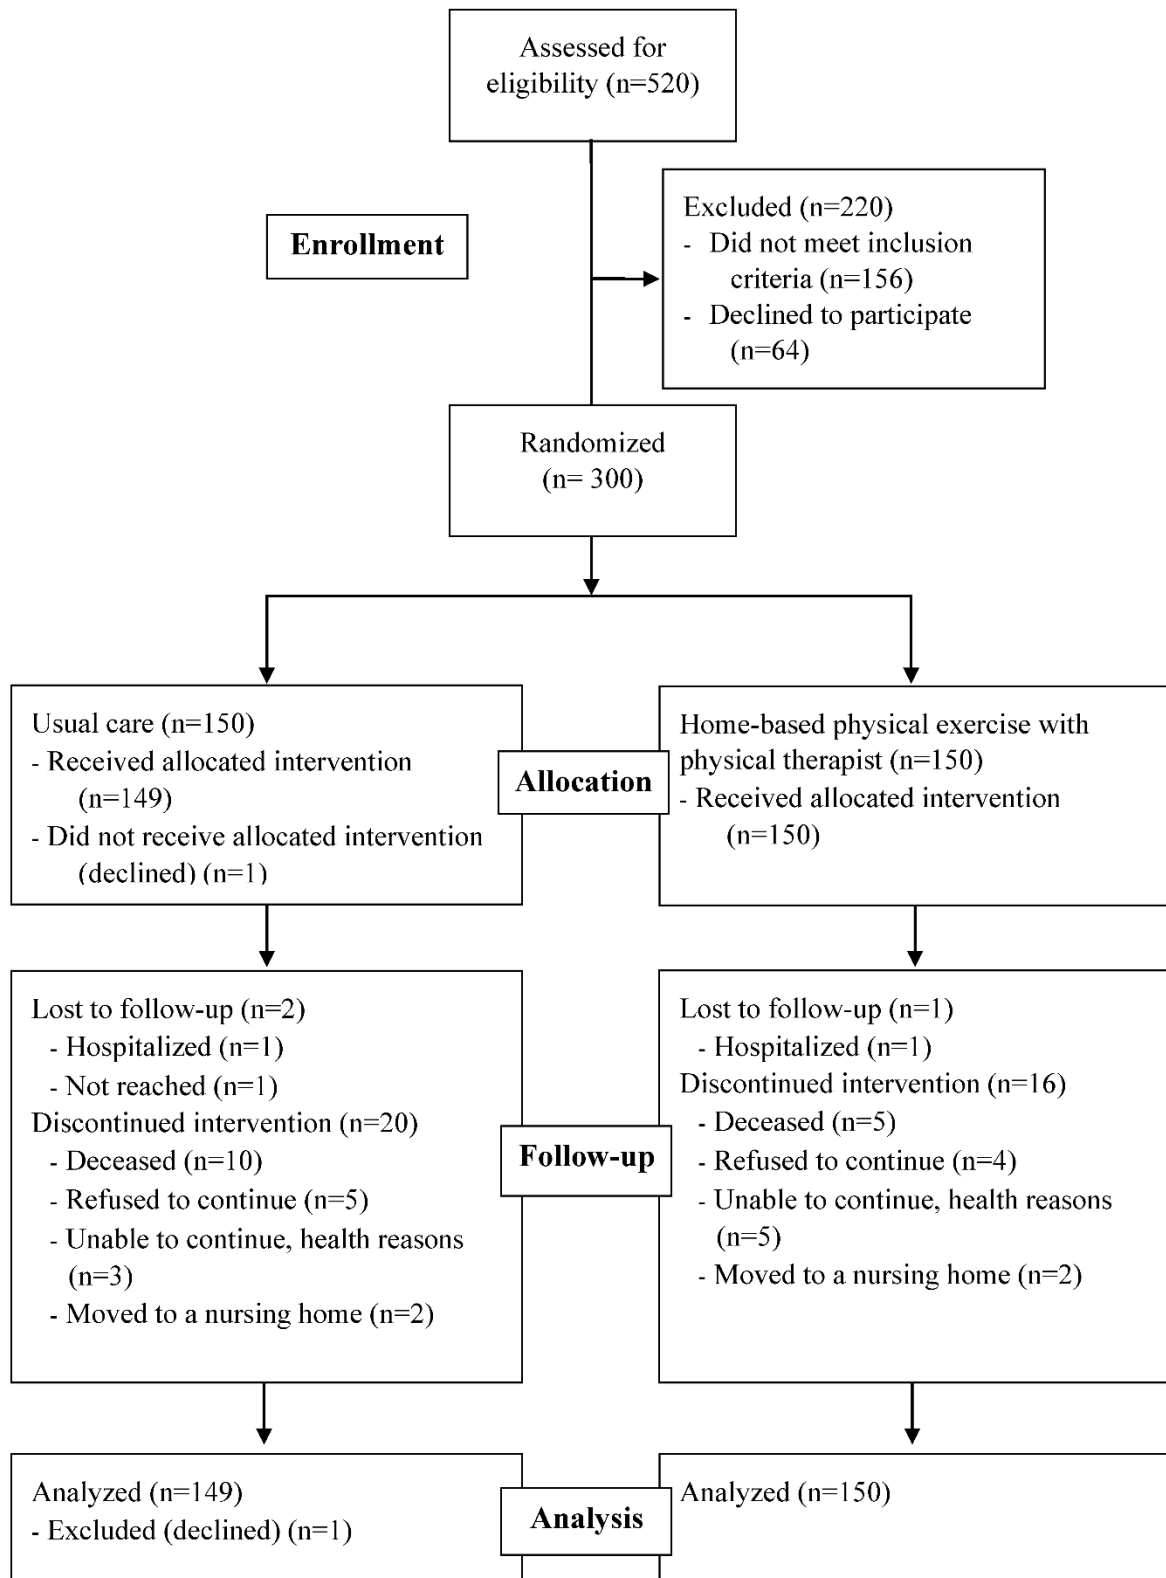 Assessed for
eligibility (n=520)
Enrollment
Excluded (n=220)
- Did not meet inclusion
criteria (n=156)
- Declined to participate
(n=64)
Randomized
(n= 300)
Usual care (n=150)
- Received allocated intervention
(n=149)
- Did not receive allocated intervention
(declined) (n=1)
Allocation
Home-based physical exercise with
physical therapist (n=150)
- Received allocated intervention
(n=150)
Lost to follow-up (n=2)
- Hospitalized (n=1)
- Not reached (n=1)
Discontinued intervention (n=20)
- Deceased (n=10)
- Refused to continue (n=5)
- Unable to continue, health reasons
(n=3)
- Moved to a nursing home (n=2)
Follow-up
Lost to follow-up (n=1)
- Hospitalized (n=1)
Discontinued intervention (n=16)
- Deceased (n=5)
- Refused to continue (n=4)
- Unable to continue, health reasons
(n=5)
- Moved to a nursing home (n=2)
Analyzed (n=149)
- Excluded (declined) (n=1)
Analysis
Analyzed (n=150)